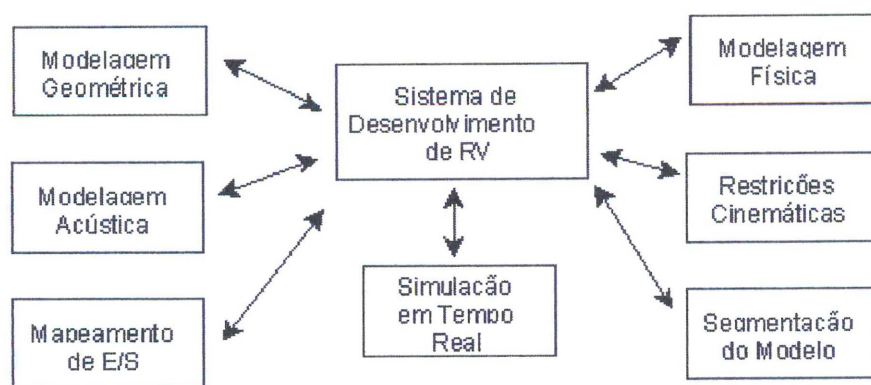 Modelagem
Geométrica
Modelagem
Acústica
Mapeamento
de E/S
Sistema de
Desenvolvimento
de RV
Simulação
em Tempo
Real
Modelagem
Física
Restrições
Cinemáticas
Segmentação
do Modelo